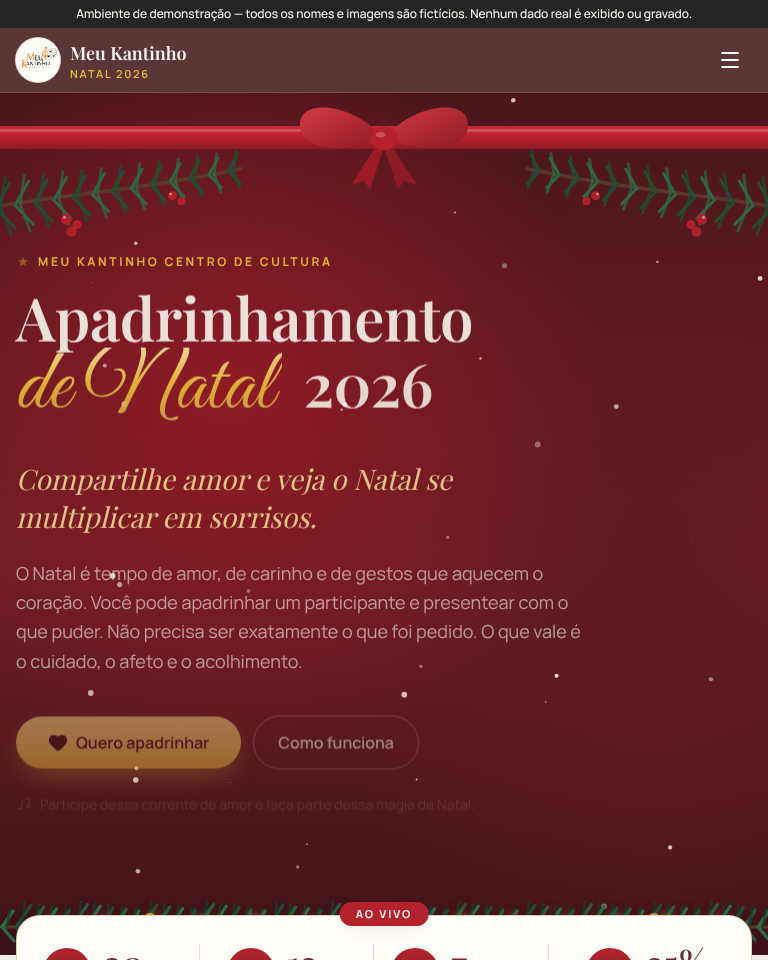 Ambiente de demonstração — todos os nomes e imagens são fictícios. Nenhum dado real é exibido ou gravado.
Meu Kantinho
NATAL 2026
MEU KANTINHO CENTRO DE CULTURA
Apadrinhamento
de Natal 2026
Compartilhe amor e veja o Natal se
multiplicar em sorrisos.
O Natal é tempo de amor, de carinho e de gestos que aquecem o
coração. Você pode apadrinhar um participante e presentear com o
que puder. Não precisa ser exatamente o que foi pedido. O que vale é
o cuidado, o afeto e o acolhimento.
Quero apadrinhar
Como funciona
Participe dessa corrente de amor e faça parte dessa magia de Natal.
AO VIVO